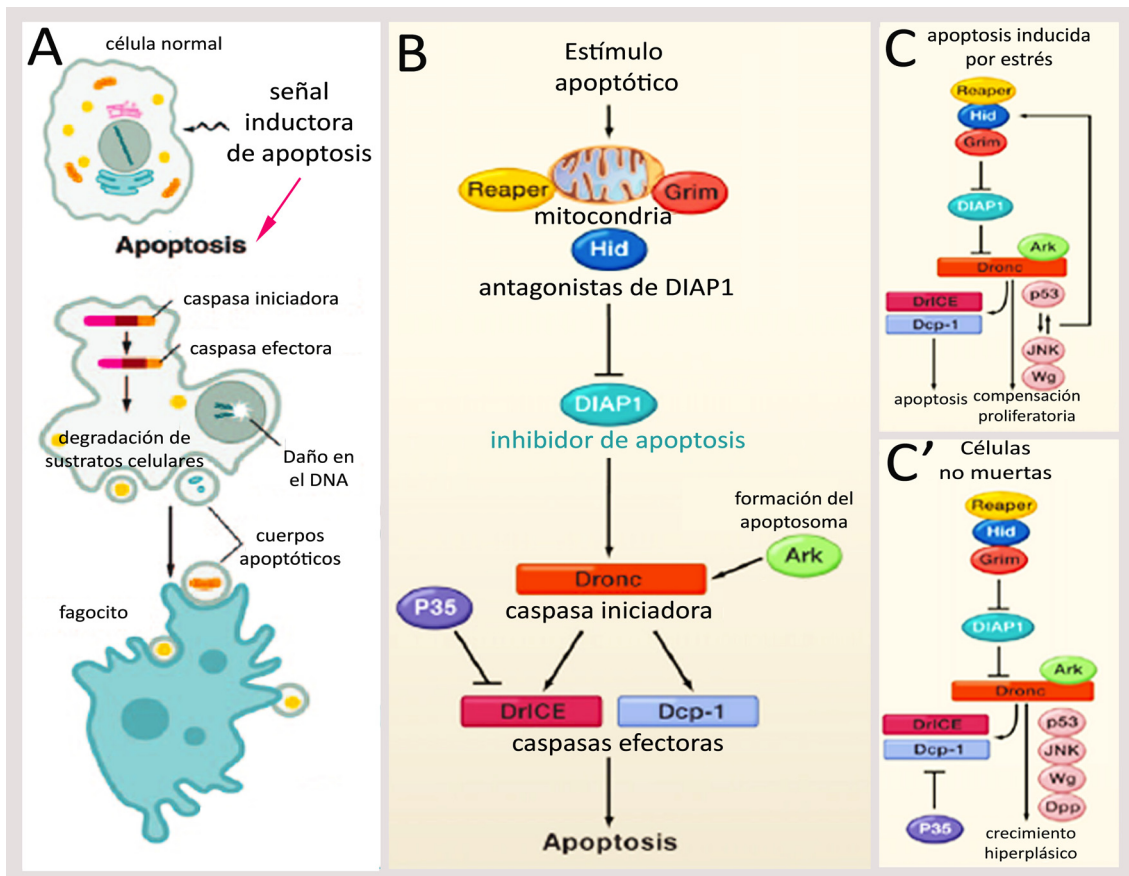 A
célula normal
señal
inductora
de apoptosis
Apoptosis
caspasa iniciadora
caspasa efectora
degradación de
sustratos celulares
Daño en
el DNA
cuerpos
apoptóticos
fagocito
B
Estímulo
apoptótico
Reaper
Grim
mitocondria
Hid
antagonistas de DIAP1
DIAP1
inhibidor de apoptosis
formación del
apoptosoma
Ark
Dronc
caspasa iniciadora
P35
DrICE
Dcp-1
caspasas efectoras
Apoptosis
C
apoptosis inducida
por estrés
Reaper
Hid
Grim
DIAP1
Ark
Dronc
DrICE
Dcp-1
p53
JNK
Wg
apoptosis
compensación
proliferatoria
C’
Células
no muertas
Reaper
Hid
Grim
DIAP1
Ark
Dronc
DrICE
Dcp-1
p53
JNK
Wg
Dpp
P35
crecimiento
hiperplásico